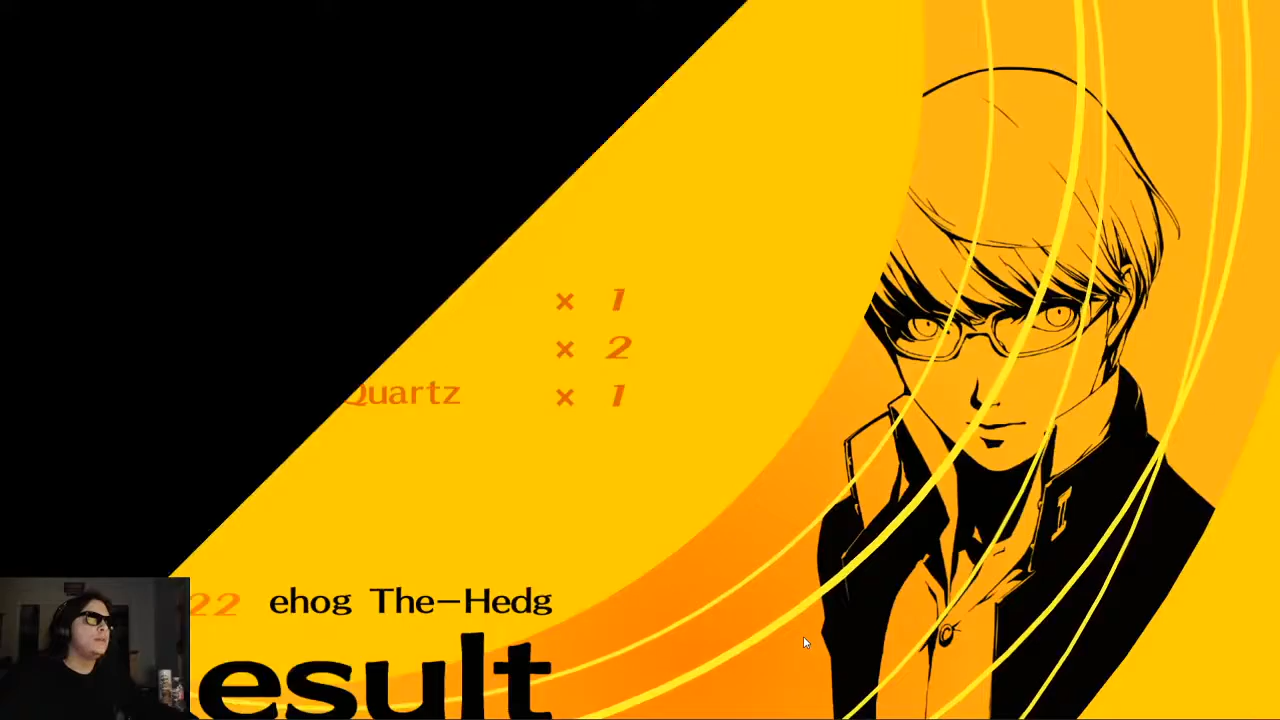 × 1
× 2
Quartz × 1
22 ehog The-Hedg
esult